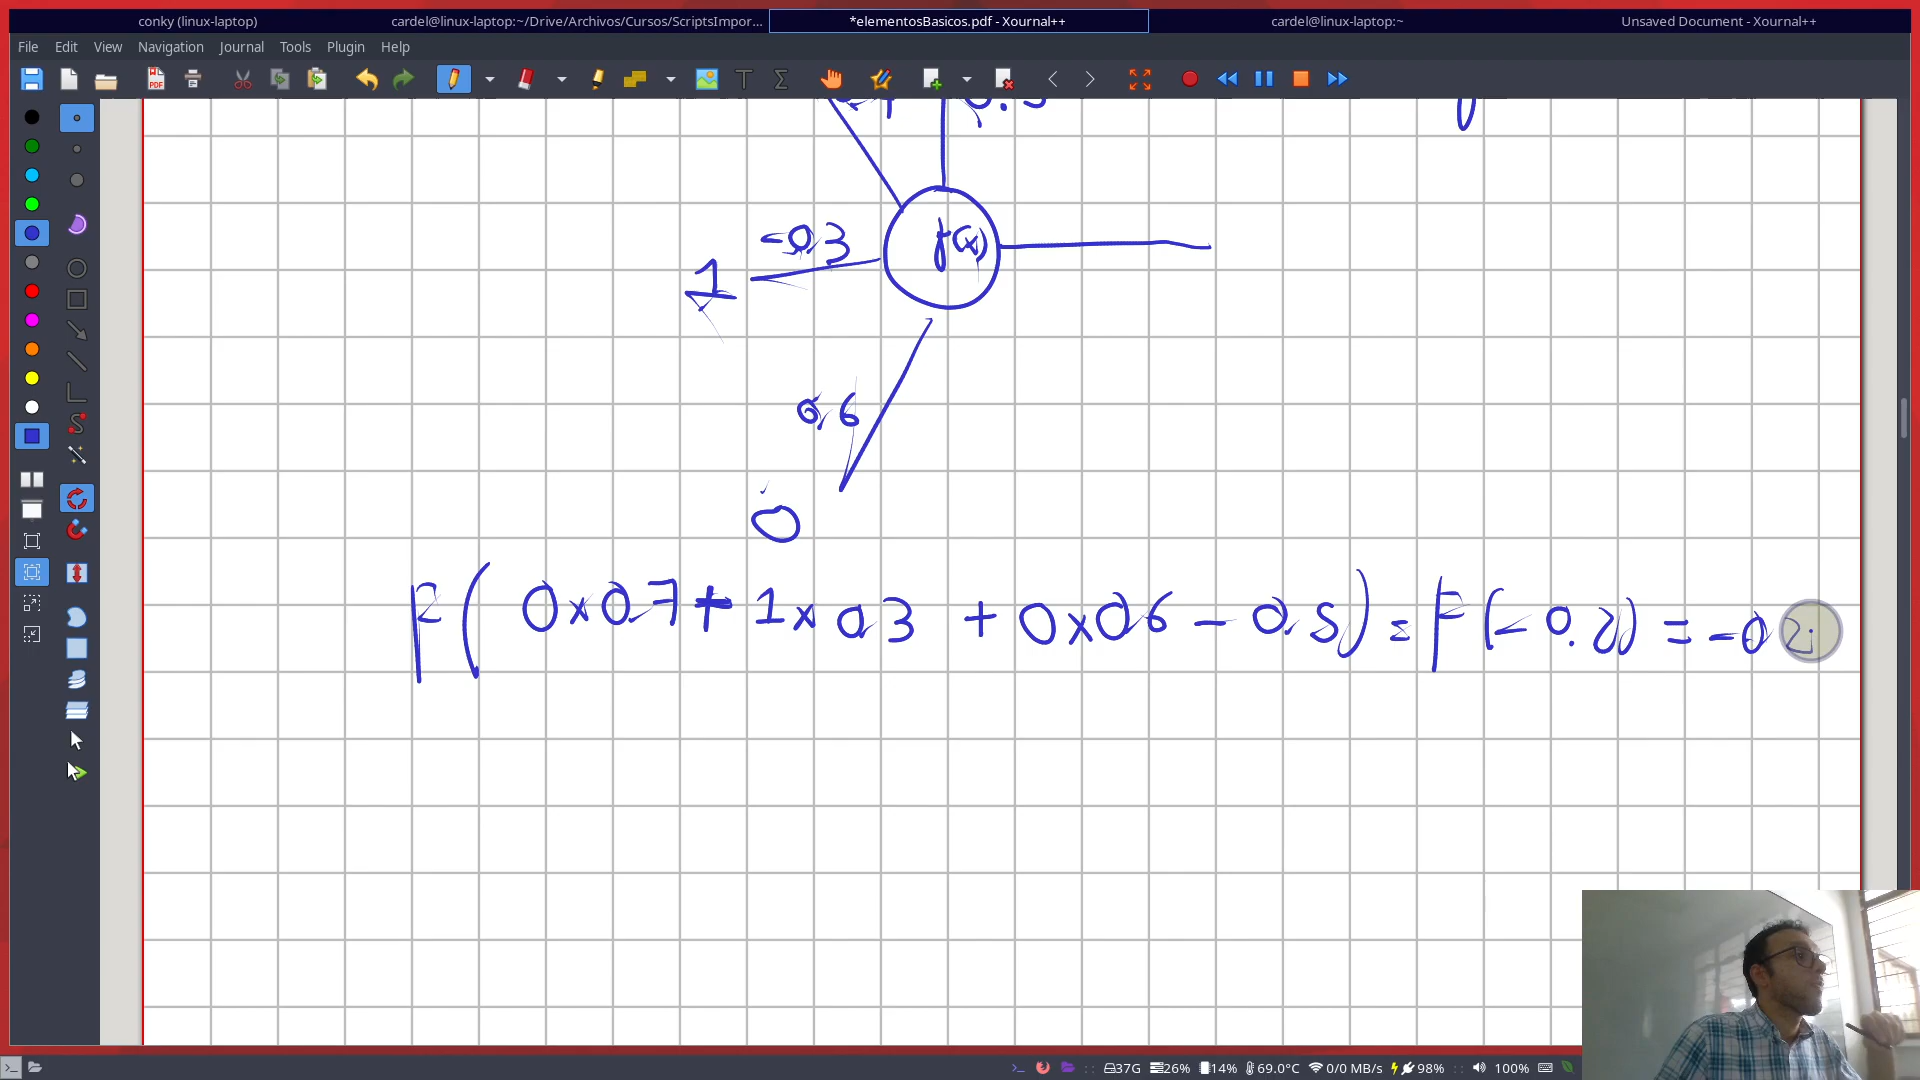 conky (linux-laptop) cardel@linux-laptop:~/Drive/Archivos/Cursos/ScriptsImpor... *elementosBasicos.pdf - Xournal++ cardel@linux-laptop:~ Unsaved Document - Xournal++
File Edit View Navigation Journal Tools Plugin Help
-0.3
f(x)
1
0.6
0
F( 0x0.7 + 1x 0.3 + 0x0.6 - 0.5) = F(-0.2) = -0.2
37G 26% 14% 69.0°C 0/0 MB/s 98% 100%